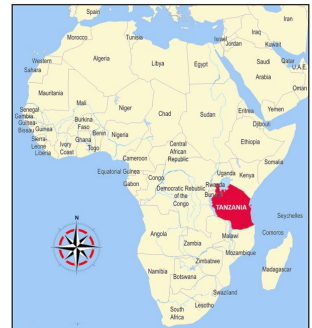 Spain
Iran
Morocco
Tunisia
Israel
Iraq
Jordan
Kuwait
Algeria
Libya
Egypt
Western
Sahara
Saudi
Arabia
Qatar
U.A.E.
Oman
Mauritania
Mali
Niger
Chad
Sudan
Eritrea
Yemen
Senegal
Gambia
Guinea-
Bissau
Guinea
Burkina
Faso
Benin
Nigeria
Djibouti
Sierra-
Leone
Liberia
Ivory
Coast
Ghana
Togo
Central
African
Republic
Ethiopia
Cameroon
Somalia
Equatorial Guinea
Gabon
Congo
Uganda
Kenya
Democratic Republic
of the
Congo
Rwanda
TANZANIA
Seychelles
N
Angola
Zambia
Malawi
Comoros
Mozambique
Zimbabwe
Madagascar
Namibia
Botswana
Swaziland
South
Africa
Lesotho